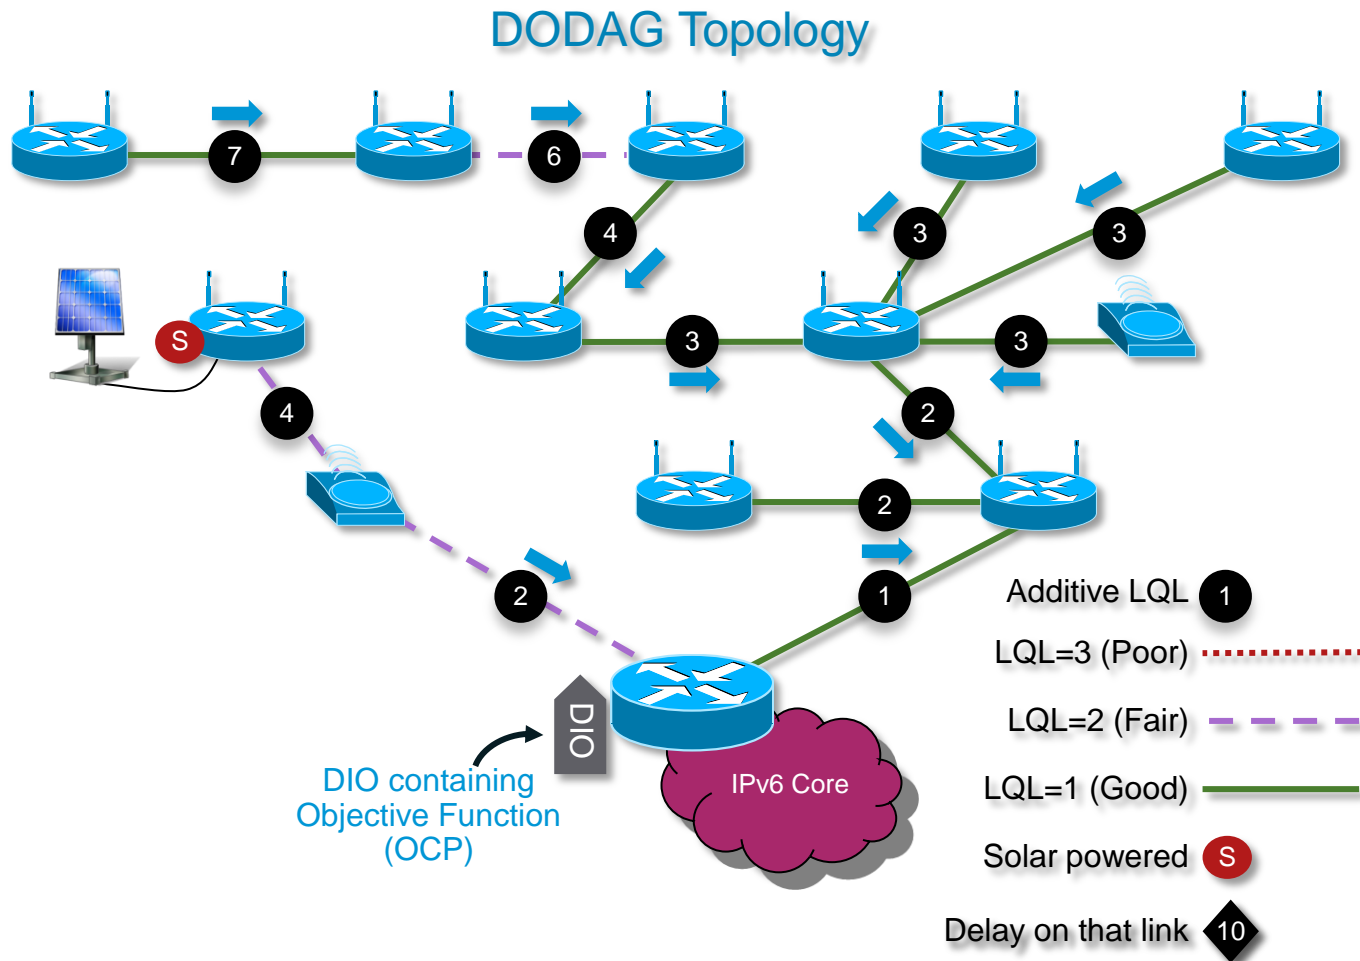 DODAG Topology
7
6
4
3
3
S
3
3
4
2
2
2
1
Additive LQL 1
LQL=3 (Poor)
LQL=2 (Fair)
DIO
IPv6 Core
DIO containing
Objective Function
(OCP)
LQL=1 (Good)
Solar powered S
Delay on that link 10